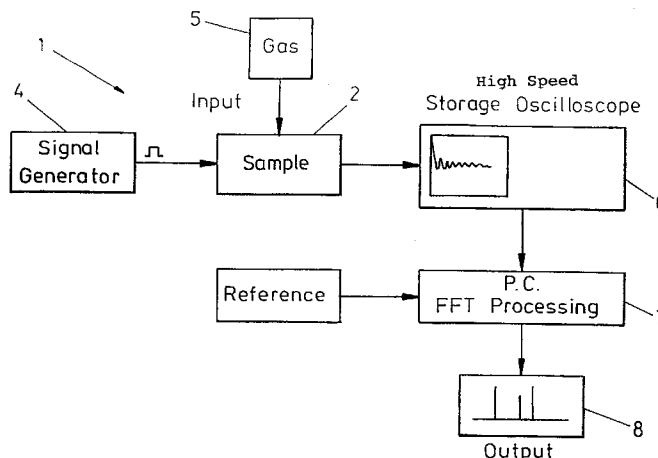 5
Gas
1
High Speed
Storage Oscilloscope
4
Input
2
Signal
Generator
Sample
Reference
P.C.
FFT Processing
8
Output